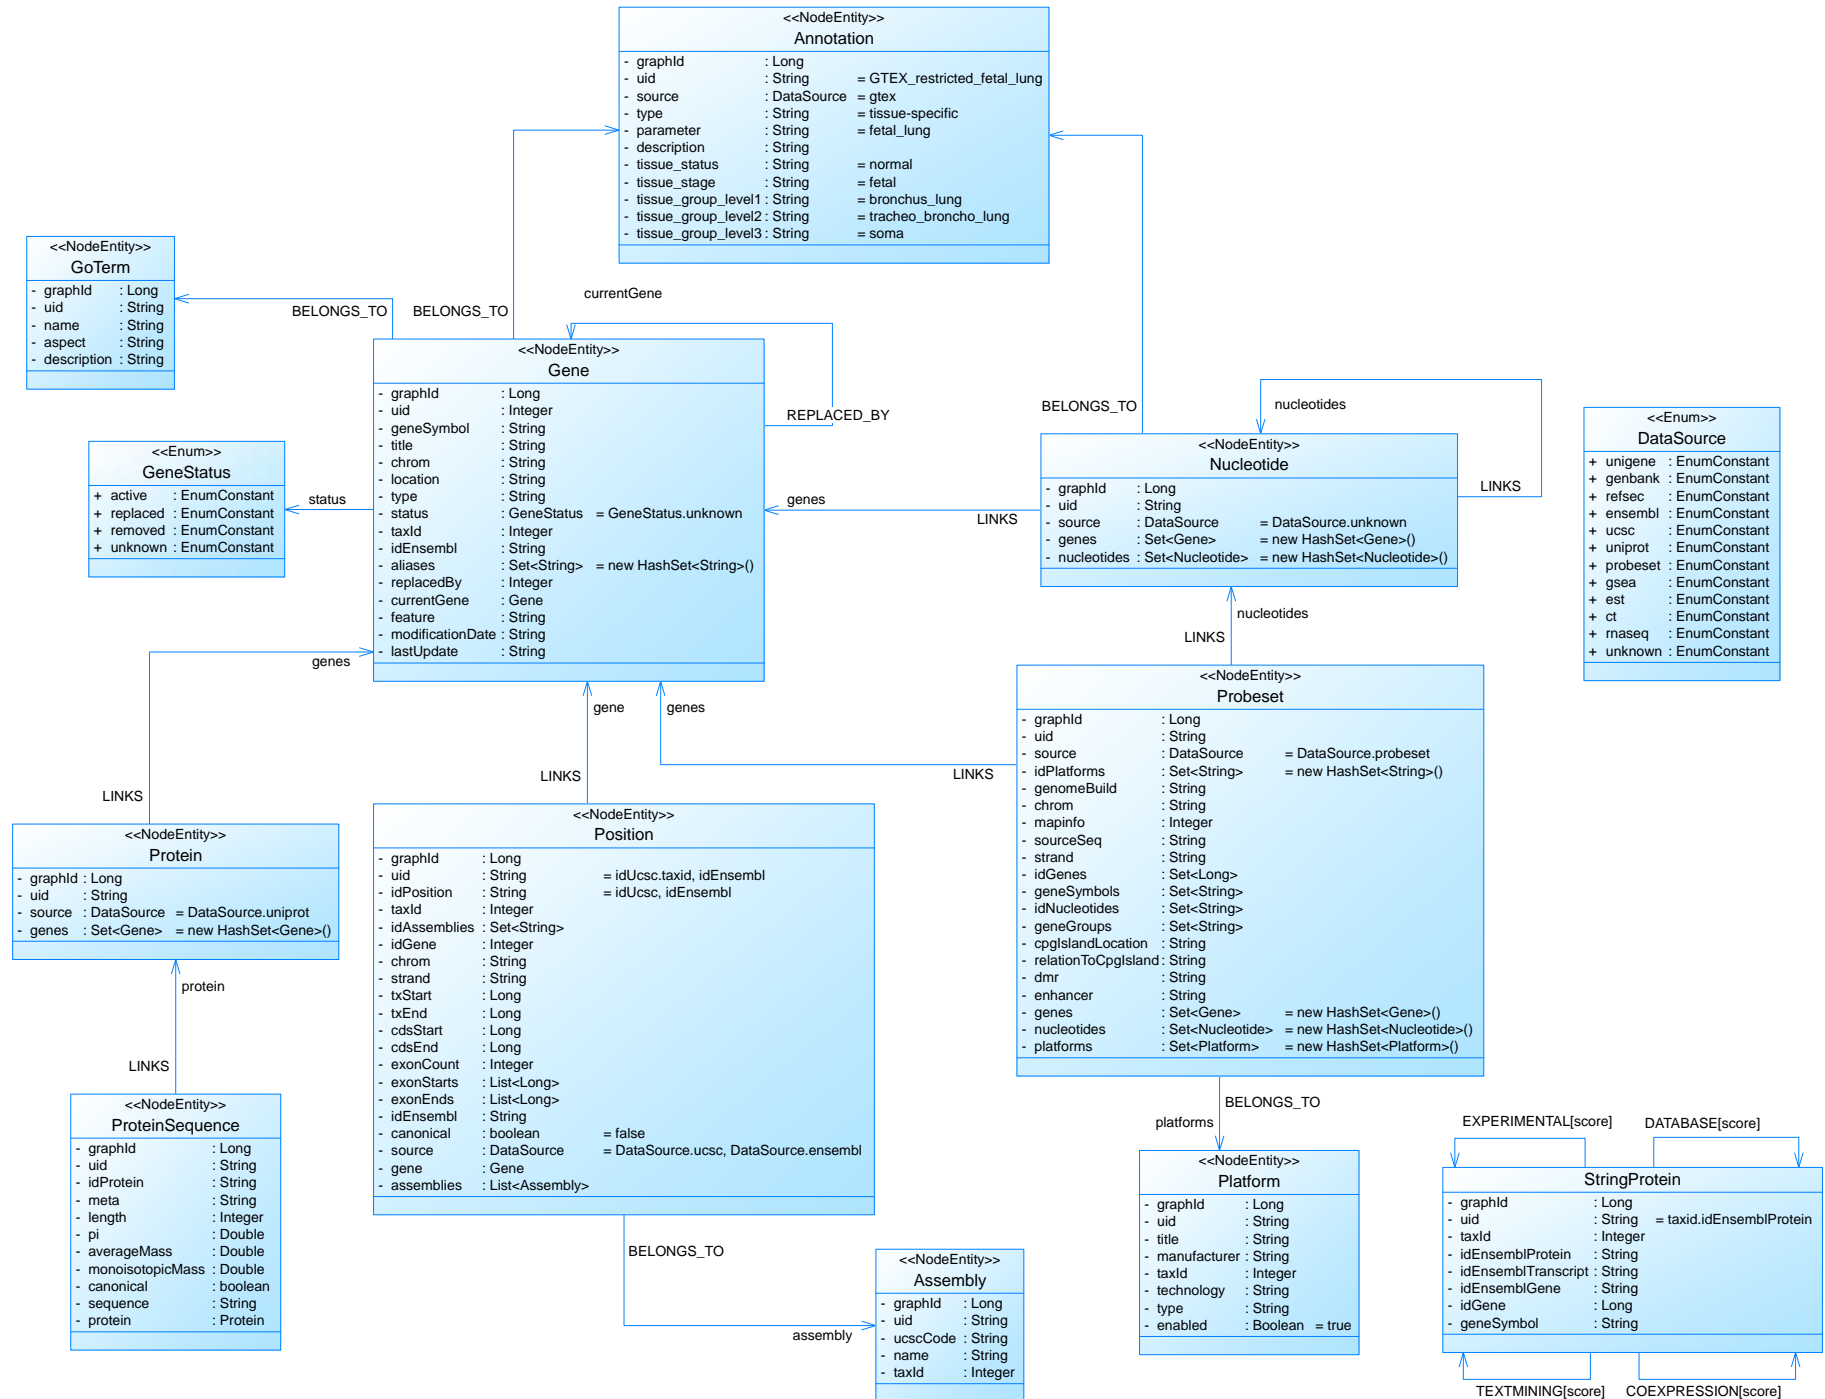 <<NodeEntity>>
Annotation
- graphId : Long
- uid : String = GTEX_restricted_fetal_lung
- source : DataSource = gtex
- type : String = tissue-specific
- parameter : String = fetal_lung
- description : String
- tissue_status : String = normal
- tissue_stage : String = fetal
- tissue_group_level1 : String = bronchus_lung
- tissue_group_level2 : String = tracheo_broncho_lung
- tissue_group_level3 : String = soma
<<NodeEntity>>
GoTerm
- graphId : Long
- uid : String
- name : String
- aspect : String
- description : String
BELONGS_TO
BELONGS_TO
currentGene
REPLACED_BY
<<NodeEntity>>
Gene
- graphId : Long
- uid : Integer
- geneSymbol : String
- title : String
- chrom : String
- location : String
- type : String
- status : GeneStatus = GeneStatus.unknown
- taxId : Integer
- idEnsembl : String
- aliases : Set<String> = new HashSet<String>()
- replacedBy : Integer
- currentGene : Gene
- feature : String
- modificationDate : String
- lastUpdate : String
<<Enum>>
GeneStatus
+ active : EnumConstant
+ replaced : EnumConstant
+ removed : EnumConstant
+ unknown : EnumConstant
status
BELONGS_TO
nucleotides
LINKS
<<NodeEntity>>
Nucleotide
- graphId : Long
- uid : String
- source : DataSource = DataSource.unknown
- genes : Set<Gene> = new HashSet<Gene>()
- nucleotides : Set<Nucleotide> = new HashSet<Nucleotide>()
genes
LINKS
<<Enum>>
DataSource
+ unigene : EnumConstant
+ genbank : EnumConstant
+ refsec : EnumConstant
+ ensembl : EnumConstant
+ ucsc : EnumConstant
+ uniprot : EnumConstant
+ probeset : EnumConstant
+ gsea : EnumConstant
+ est : EnumConstant
+ ct : EnumConstant
+ rnaseq : EnumConstant
+ unknown : EnumConstant
nucleotides
LINKS
genes
LINKS
gene
LINKS
genes
LINKS
<<NodeEntity>>
Probeset
- graphId : Long
- uid : String
- source : DataSource = DataSource.probeset
- idPlatforms : Set<String> = new HashSet<String>()
- genomeBuild : String
- chrom : String
- mapinfo : Integer
- sourceSeq : String
- strand : String
- idGenes : Set<Long>
- geneSymbols : Set<String>
- idNucleotides : Set<String>
- geneGroups : Set<String>
- cpgIslandLocation : String
- relationToCpgIsland : String
- dmr : String
- enhancer : String
- genes : Set<Gene> = new HashSet<Gene>()
- nucleotides : Set<Nucleotide> = new HashSet<Nucleotide>()
- platforms : Set<Platform> = new HashSet<Platform>()
<<NodeEntity>>
Protein
- graphId : Long
- uid : String
- source : DataSource = DataSource.uniprot
- genes : Set<Gene> = new HashSet<Gene>()
<<NodeEntity>>
Position
- graphId : Long
- uid : String = idUcsc.taxid, idEnsembl
- idPosition : String = idUcsc, idEnsembl
- taxId : Integer
- idAssemblies : Set<String>
- idGene : Integer
- chrom : String
- strand : String
- txStart : Long
- txEnd : Long
- cdsStart : Long
- cdsEnd : Long
- exonCount : Integer
- exonStarts : List<Long>
- exonEnds : List<Long>
- idEnsembl : String
- canonical : boolean = false
- source : DataSource = DataSource.ucsc, DataSource.ensembl
- gene : Gene
- assemblies : List<Assembly>
protein
LINKS
<<NodeEntity>>
ProteinSequence
- graphId : Long
- uid : String
- idProtein : String
- meta : String
- length : Integer
- pi : Double
- averageMass : Double
- monoisotopicMass : Double
- canonical : boolean
- sequence : String
- protein : Protein
BELONGS_TO
assembly
<<NodeEntity>>
Assembly
- graphId : Long
- uid : String
- ucscCode : String
- name : String
- taxId : Integer
BELONGS_TO
platforms
<<NodeEntity>>
Platform
- graphId : Long
- uid : String
- title : String
- manufacturer : String
- taxId : Integer
- technology : String
- type : String
- enabled : Boolean = true
EXPERIMENTAL[score]
DATABASE[score]
StringProtein
- graphId : Long
- uid : String = taxid.idEnsemblProtein
- taxId : Integer
- idEnsemblProtein : String
- idEnsemblTranscript : String
- idEnsemblGene : String
- idGene : Long
- geneSymbol : String
TEXTMINING[score]
COEXPRESSION[score]